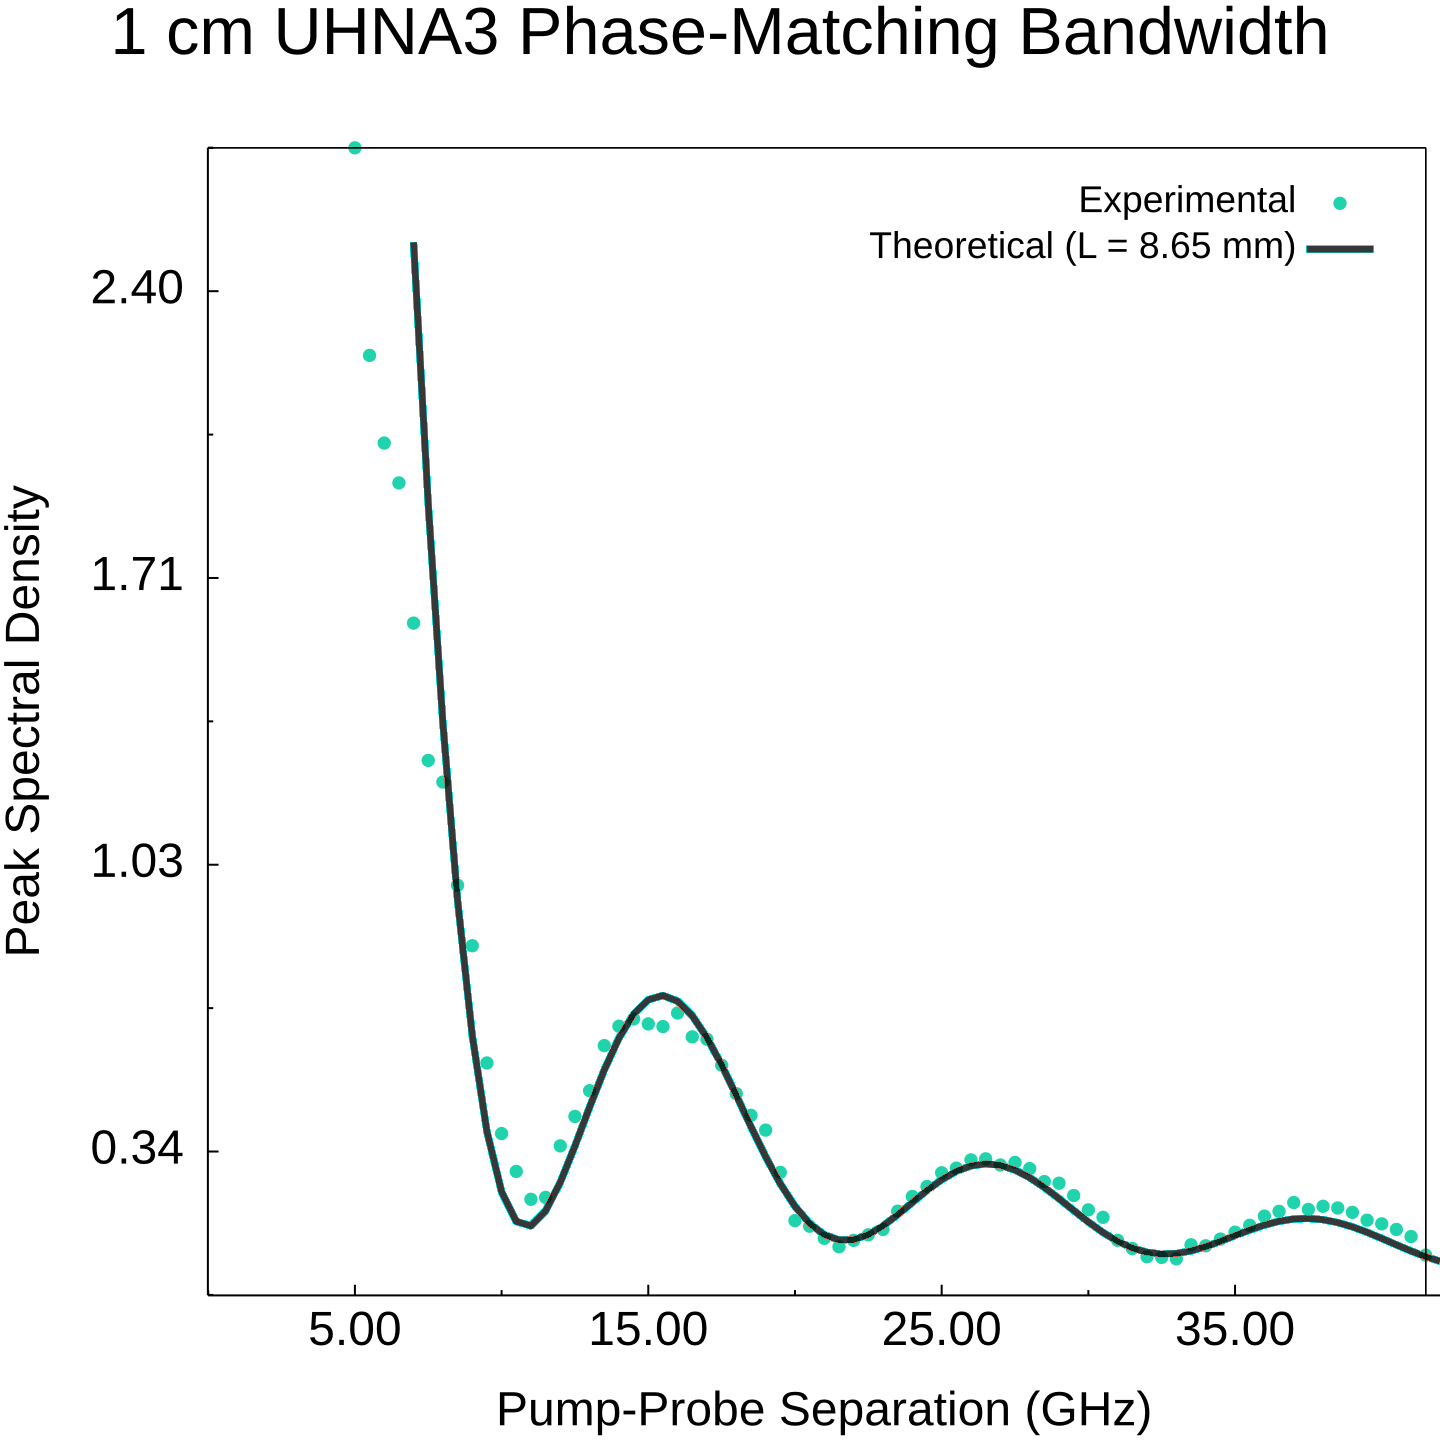 1 cm UHNA3 Phase-Matching Bandwidth
Experimental
Theoretical (L = 8.65 mm)
2.40
1.71
1.03
0.34
Peak Spectral Density
5.00 15.00 25.00 35.00
Pump-Probe Separation (GHz)